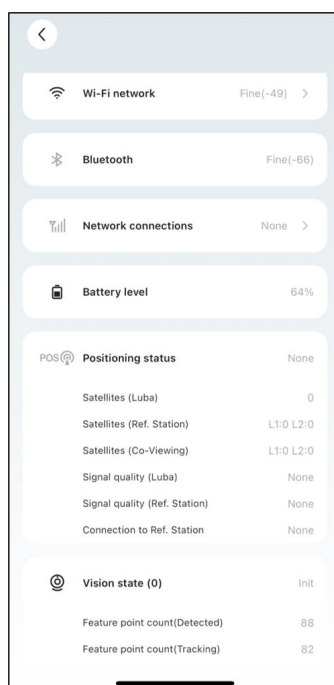 Wi-Fi network Fine(-49) >
Bluetooth Fine(-66)
Network connections None >
Battery level 64%
POS Positioning status None
Satellites (Luba) 0
Satellites (Ref. Station) L1:0 L2:0
Satellites (Co-Viewing) L1:0 L2:0
Signal quality (Luba) None
Signal quality (Ref. Station) None
Connection to Ref. Station None
Vision state (0) Init
Feature point count(Detected) 88
Feature point count(Tracking) 82